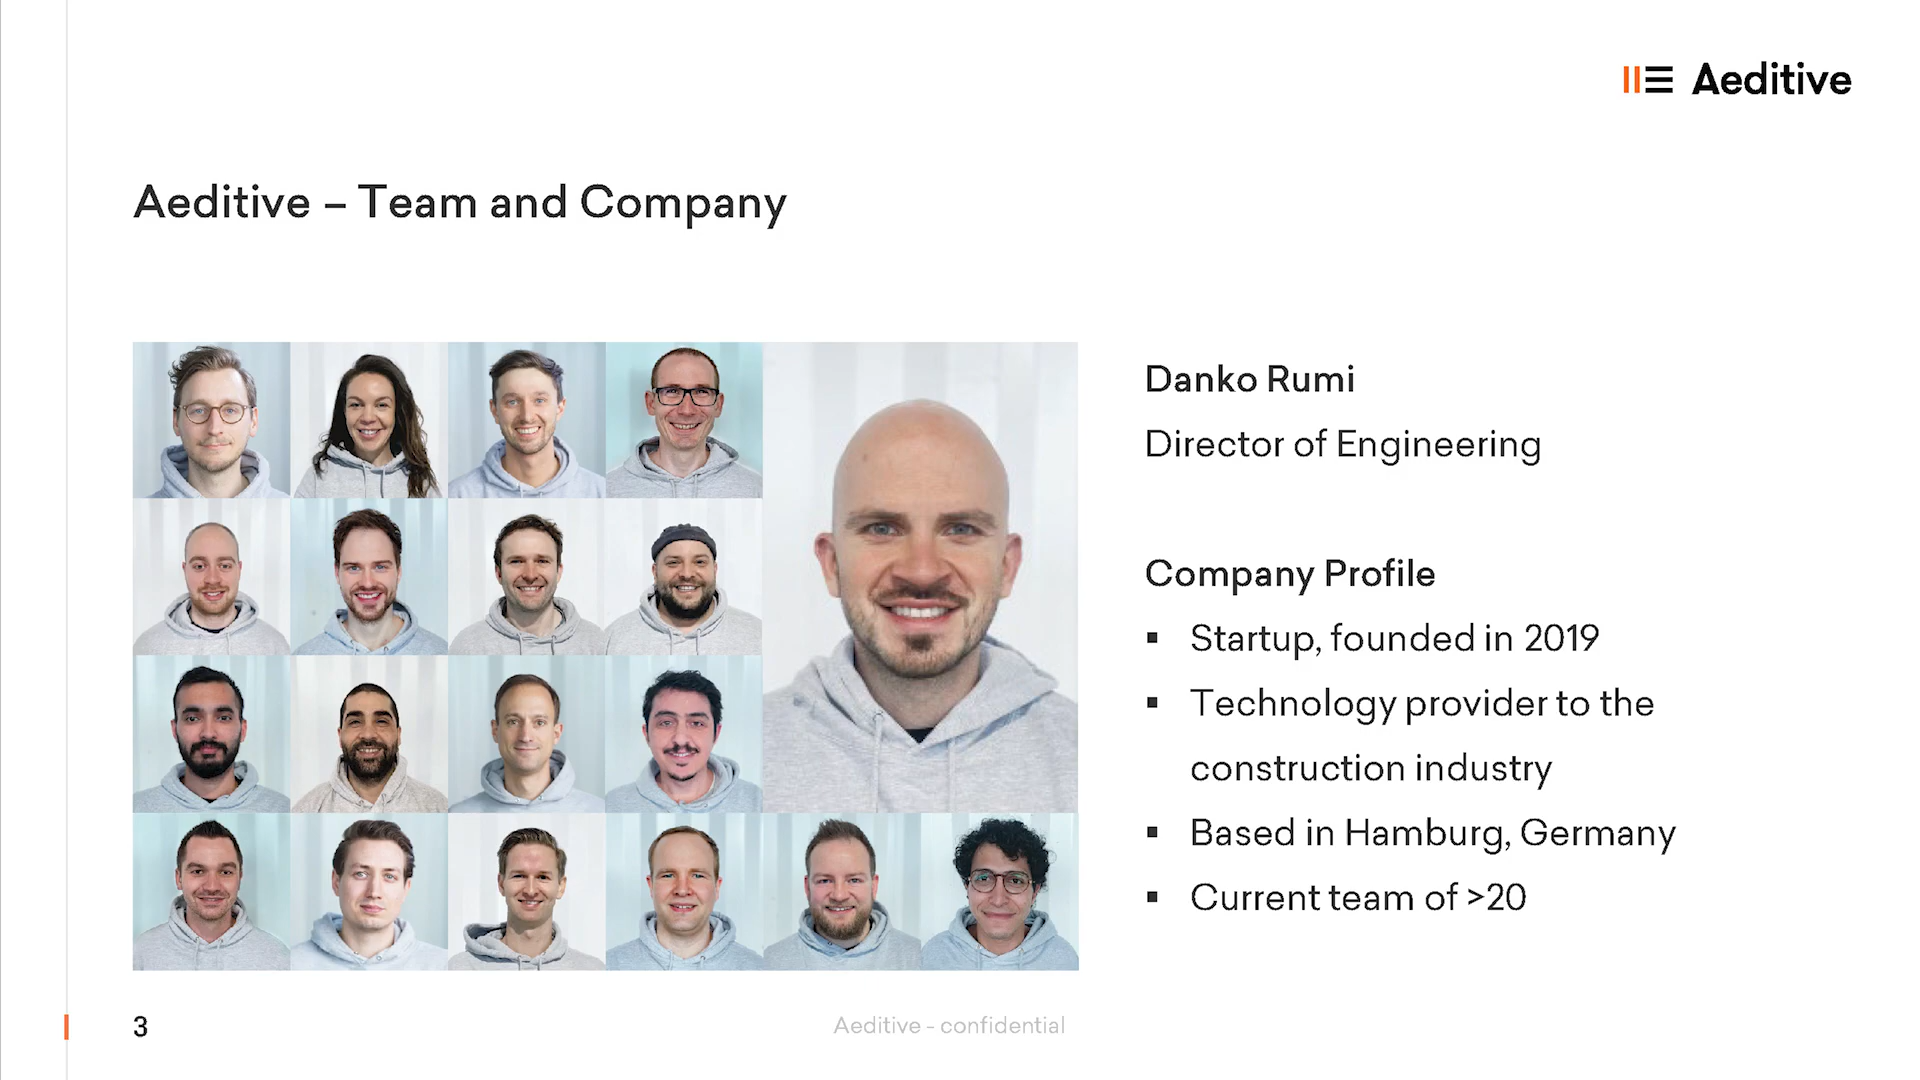 Aeditive
Aeditive – Team and Company
Danko Rumi
Director of Engineering
Company Profile
▪ Startup, founded in 2019
▪ Technology provider to the
construction industry
▪ Based in Hamburg, Germany
▪ Current team of >20
3
Aeditive - confidential